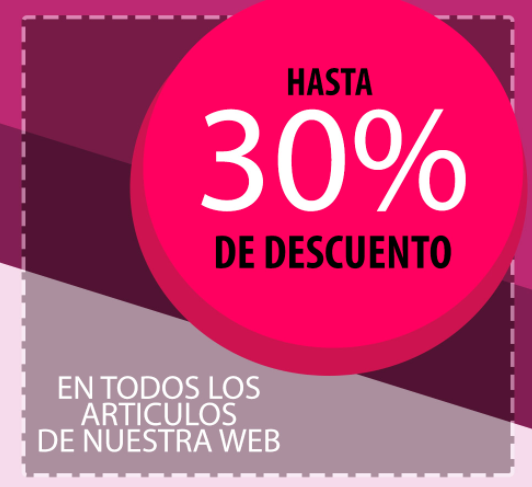 HASTA
30%
DE DESCUENTO
EN TODOS LOS
ARTICULOS
DE NUESTRA WEB